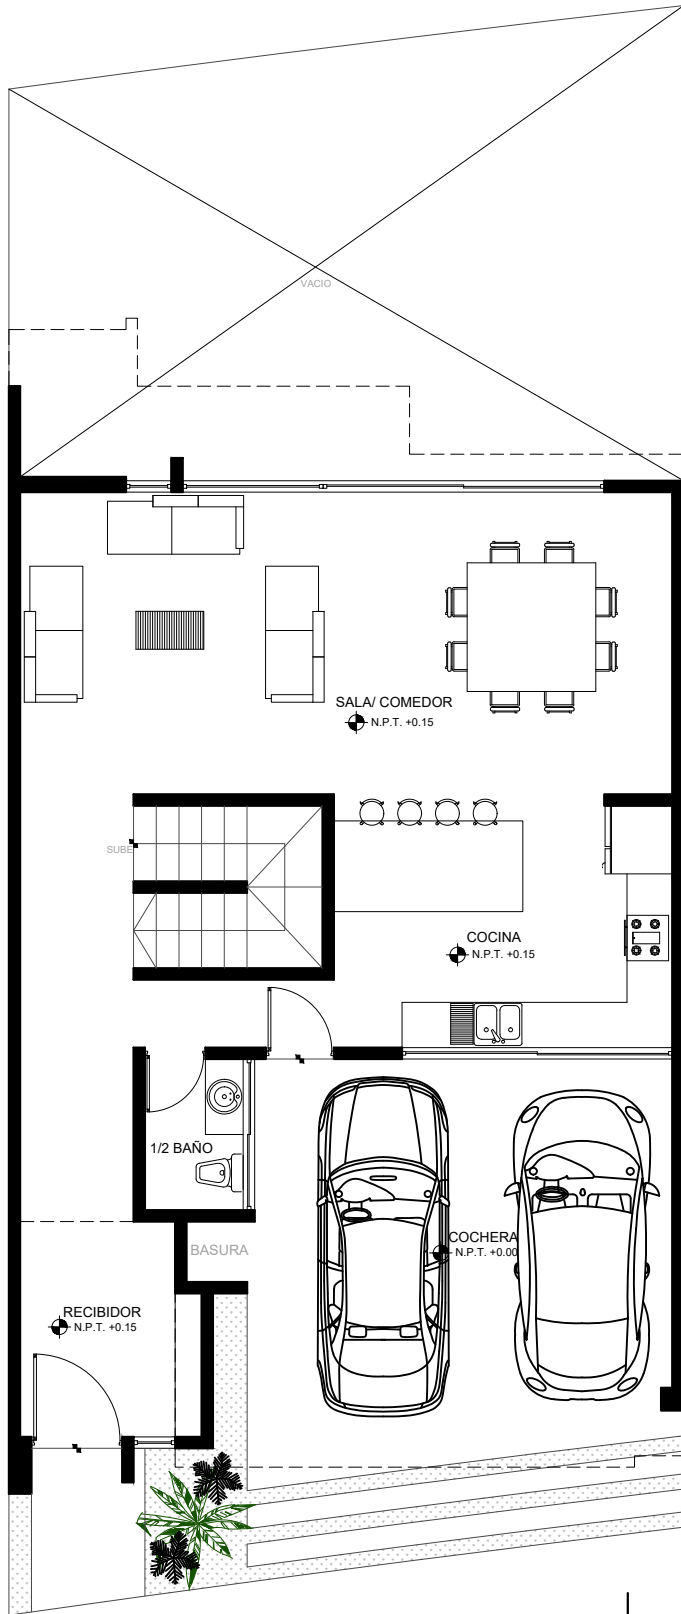 VACIO
SALA/ COMEDOR
N.P.T. +0.15
SUBE
COCINA
N.P.T. +0.15
1/2 BAÑO
BASURA
COCHERA
N.P.T. +0.00
RECIBIDOR
N.P.T. +0.15